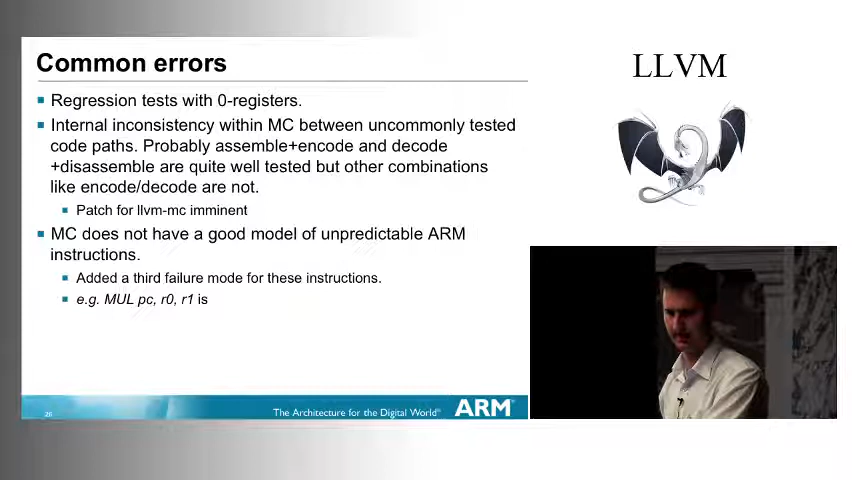 Common errors
Regression tests with 0-registers.
Internal inconsistency within MC between uncommonly tested
code paths. Probably assemble+encode and decode
+disassemble are quite well tested but other combinations
like encode/decode are not.
Patch for llvm-mc imminent
MC does not have a good model of unpredictable ARM
instructions.
Added a third failure mode for these instructions.
e.g. MUL pc, r0, r1 is
26
The Architecture for the Digital World®
ARM®
LLVM